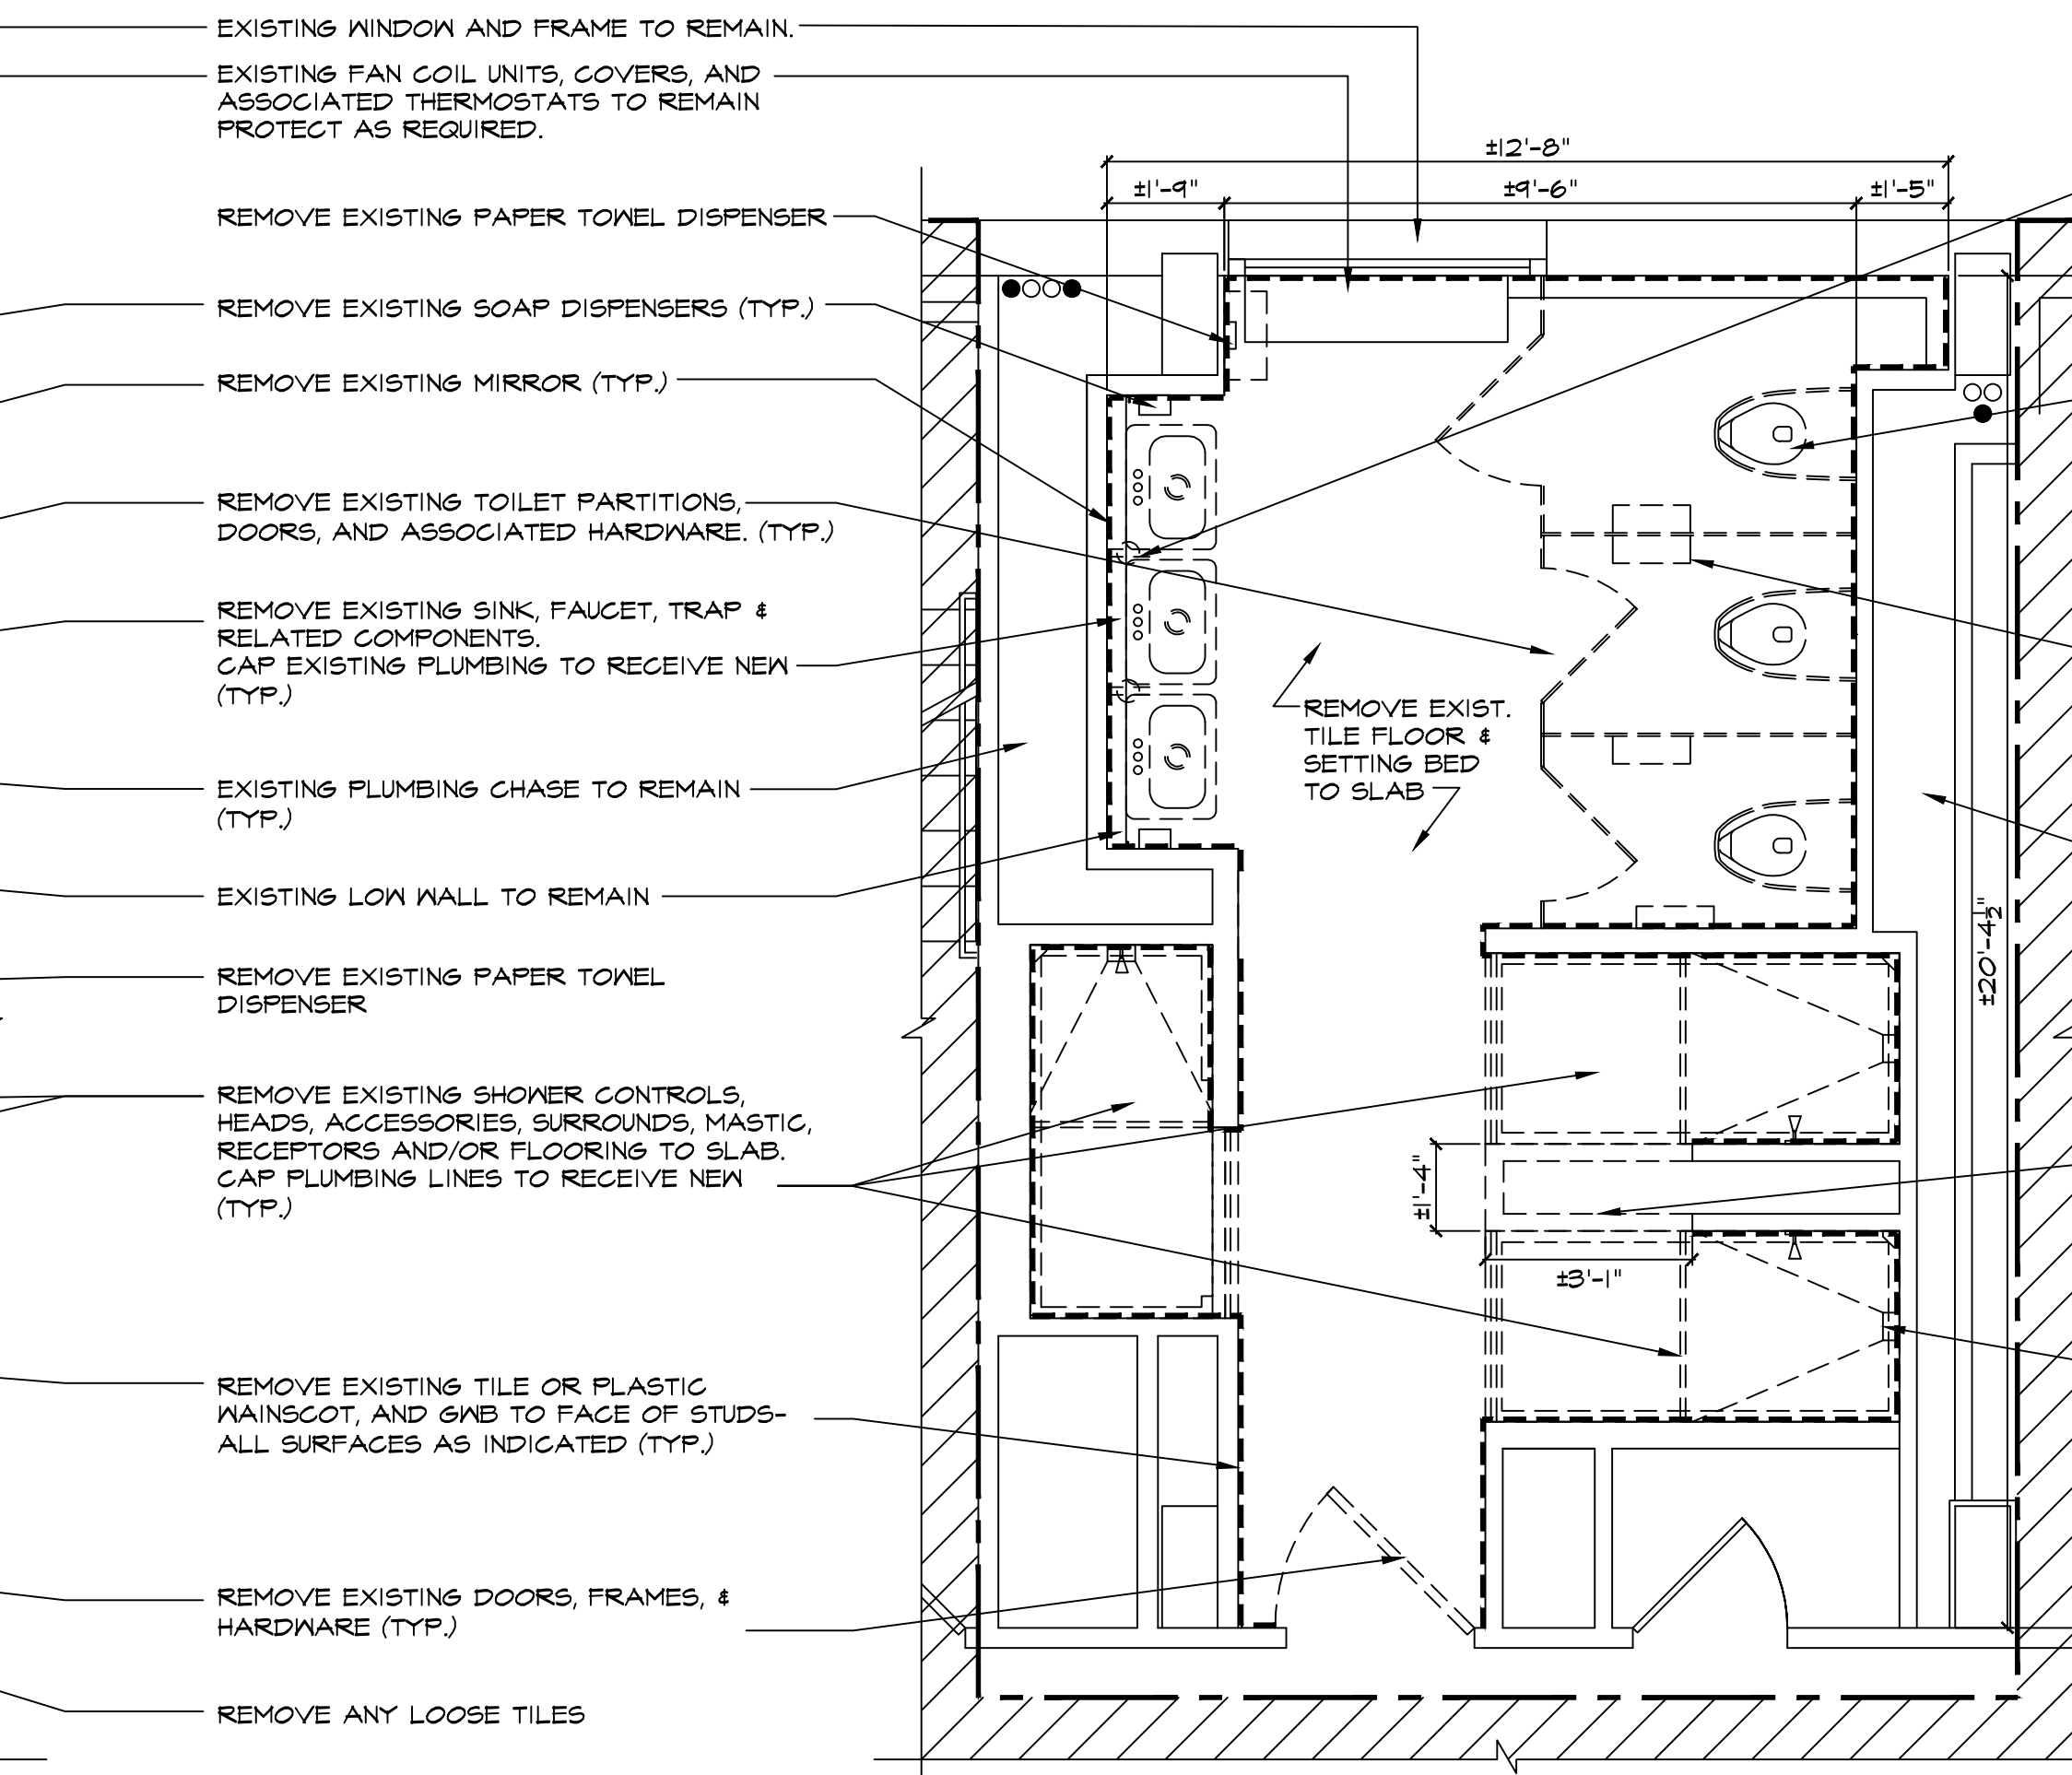 EXISTING WINDOW AND FRAME TO REMAIN.
EXISTING FAN COIL UNITS, COVERS, AND
ASSOCIATED THERMOSTATS TO REMAIN
PROTECT AS REQUIRED.
±12'-8"
±1'-9"
±9'-6"
±1'-5"
REMOVE EXISTING PAPER TOWEL DISPENSER
REMOVE EXISTING SOAP DISPENSERS (TYP.)
REMOVE EXISTING MIRROR (TYP.)
REMOVE EXISTING TOILET PARTITIONS,
DOORS, AND ASSOCIATED HARDWARE. (TYP.)
REMOVE EXISTING SINK, FAUCET, TRAP &
RELATED COMPONENTS.
CAP EXISTING PLUMBING TO RECEIVE NEW
(TYP.)
REMOVE EXIST.
TILE FLOOR &
SETTING BED
TO SLAB
EXISTING PLUMBING CHASE TO REMAIN
(TYP.)
EXISTING LOW WALL TO REMAIN
±20'-4½"
REMOVE EXISTING PAPER TOWEL
DISPENSER
REMOVE EXISTING SHOWER CONTROLS,
HEADS, ACCESSORIES, SURROUNDS, MASTIC,
RECEPTORS AND/OR FLOORING TO SLAB.
CAP PLUMBING LINES TO RECEIVE NEW
(TYP.)
±1'-4"
±3'-1"
REMOVE EXISTING TILE OR PLASTIC
WAINSCOT, AND GWB TO FACE OF STUDS-
ALL SURFACES AS INDICATED (TYP.)
REMOVE EXISTING DOORS, FRAMES, &
HARDWARE (TYP.)
REMOVE ANY LOOSE TILES